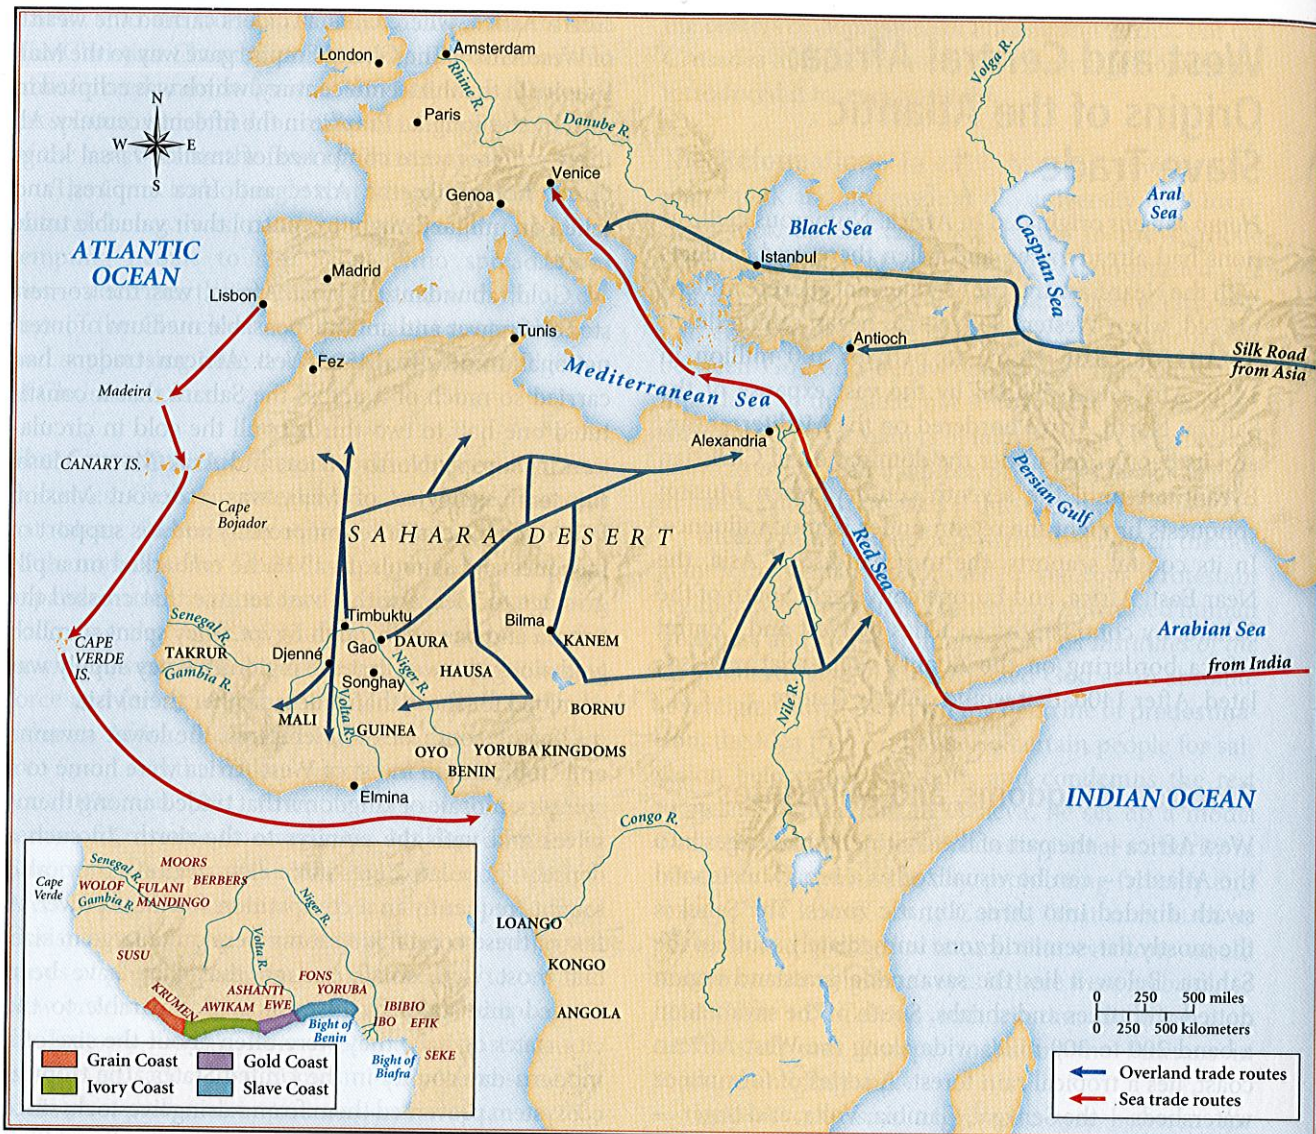 London
Amsterdam
Rhine R.
Volga R.
Paris
Danube R.
N
W
E
S
Venice
Genoa
Aral
Sea
Black Sea
Caspian Sea
ATLANTIC
OCEAN
Istanbul
Madrid
Lisbon
Tunis
Antioch
Fez
Silk Road
from Asia
Mediterranean Sea
Madeira
Alexandria
CANARY IS.
Persian Gulf
Cape
Bojador
SAHARA DESERT
Red Sea
Senegal R.
Timbuktu
Bilma
TAKRUR
Gao
DAURA
KANEM
Arabian Sea
CAPE
VERDE
IS.
Djenné
Gambia R.
HAUSA
from India
Songhay
Niger R.
Nile R.
MALI
Volta R.
BORNU
GUINEA
OYO
YORUBA KINGDOMS
BENIN
Elmina
INDIAN OCEAN
Congo R.
LOANGO
KONGO
ANGOLA
Senegal R.
MOORS
Cape
Verde
WOLOF
FULANI
BERBERS
Gambia R.
MANDINGO
Niger R.
Volta R.
SUSU
FONS
KRUMEN
ASHANTI
YORUBA
AWIKAM
EWE
IBIBIO
IBO
EFIK
Bight of
Benin
Bight of
Biafra
SEKE
Grain Coast
Gold Coast
Ivory Coast
Slave Coast
0 250 500 miles
0 250 500 kilometers
Overland trade routes
Sea trade routes